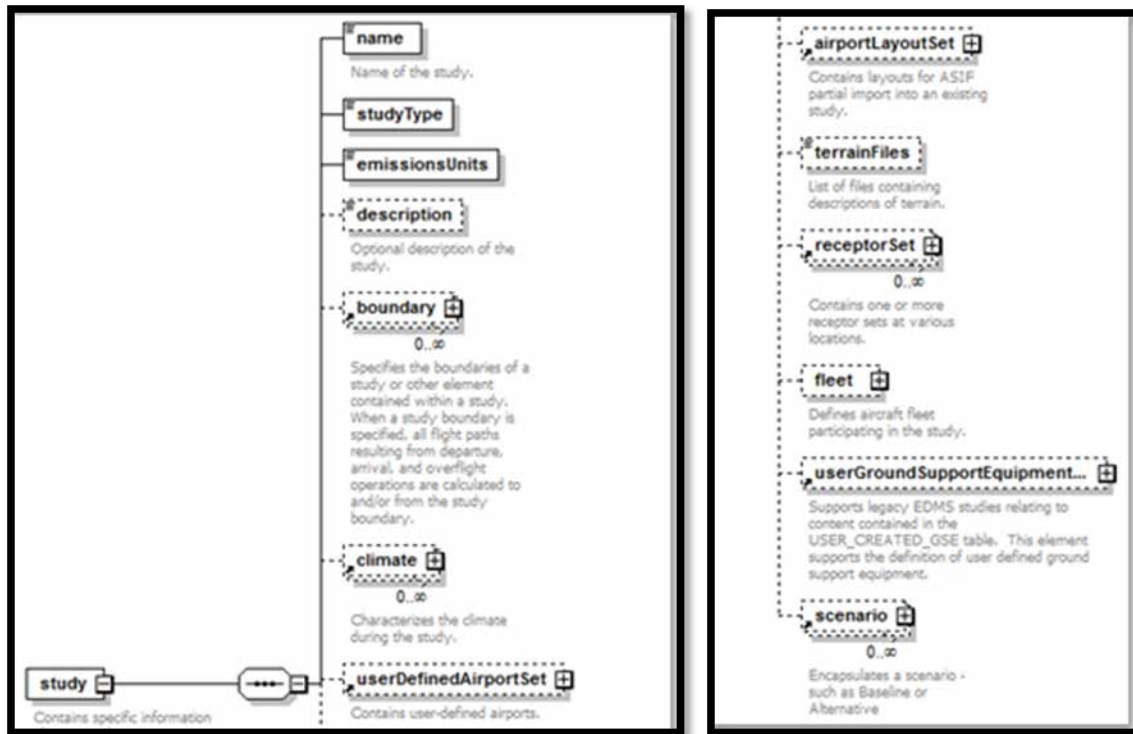 name
Name of the study.
studyType
emissionsUnits
description
Optional description of the
study.
boundary
0..∞
Specifies the boundaries of a
study or other element
contained within a study.
When a study boundary is
specified, all flight paths
resulting from departure,
arrival, and overflight
operations are calculated to
and/or from the study
boundary.
climate
0..∞
Characterizes the climate
during the study.
userDefinedAirportSet
Contains user-defined airports.
study
Contains specific information
airportLayoutSet
Contains layouts for ASIF
partial import into an existing
study.
terrainFiles
List of files containing
descriptions of terrain.
receptorSet
0..∞
Contains one or more
receptor sets at various
locations.
fleet
Defines aircraft fleet
participating in the study.
userGroundSupportEquipment...
Supports legacy EDMS studies relating to
content contained in the
USER_CREATED_GSE table. This element
supports the definition of user defined ground
support equipment.
scenario
0..∞
Encapsulates a scenario -
such as Baseline or
Alternative